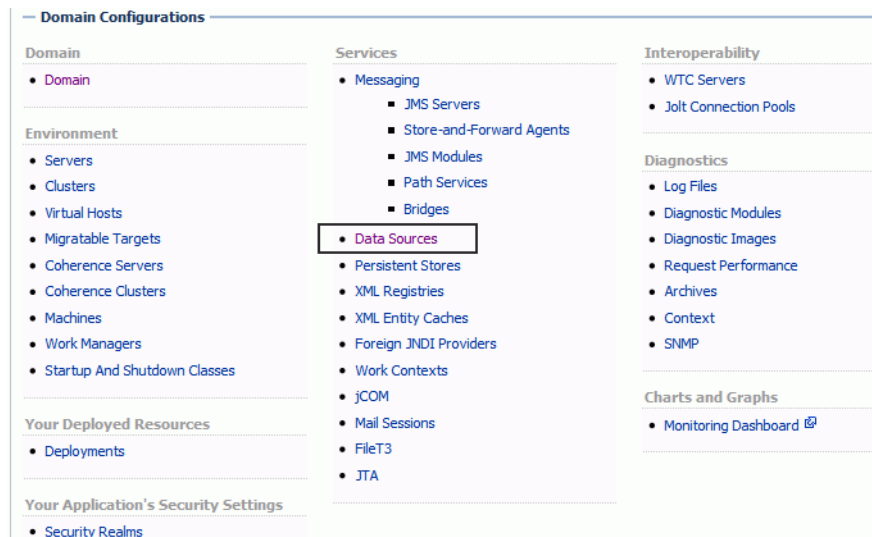 Domain Configurations
Domain
Domain
Environment
Servers
Clusters
Virtual Hosts
Migratable Targets
Coherence Servers
Coherence Clusters
Machines
Work Managers
Startup And Shutdown Classes
Your Deployed Resources
Deployments
Your Application's Security Settings
Security Realms
Services
Messaging
JMS Servers
Store-and-Forward Agents
JMS Modules
Path Services
Bridges
Data Sources
Persistent Stores
XML Registries
XML Entity Caches
Foreign JNDI Providers
Work Contexts
jCOM
Mail Sessions
FileT3
JTA
Interoperability
WTC Servers
Jolt Connection Pools
Diagnostics
Log Files
Diagnostic Modules
Diagnostic Images
Request Performance
Archives
Context
SNMP
Charts and Graphs
Monitoring Dashboard